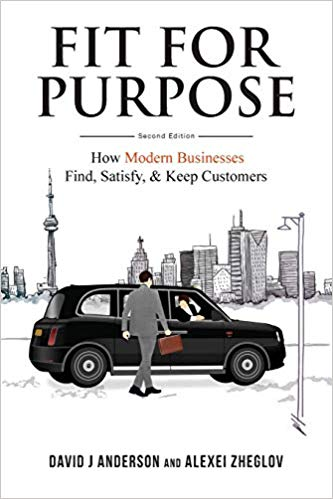 FIT FOR
PURPOSE
Second Edition
How Modern Businesses
Find, Satisfy, & Keep Customers
DAVID J ANDERSON AND ALEXEI ZHEGLOV